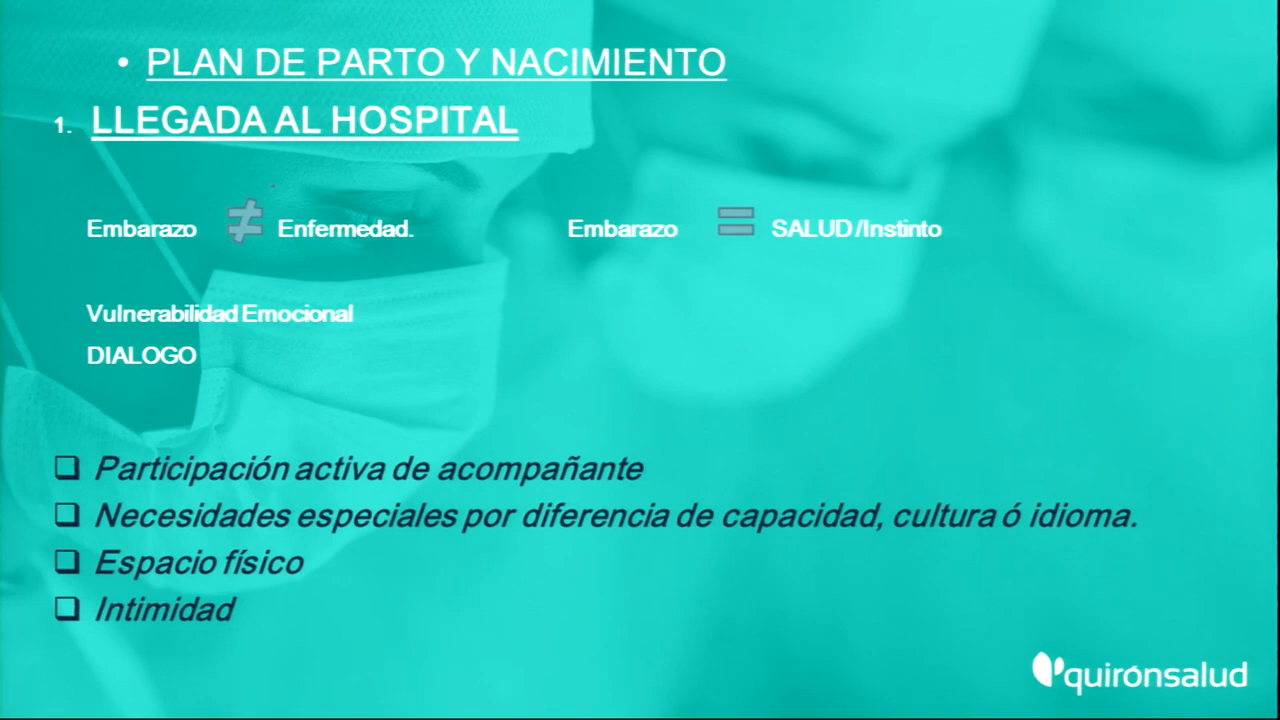 • PLAN DE PARTO Y NACIMIENTO
1. LLEGADA AL HOSPITAL
Embarazo ≠ Enfermedad. Embarazo = SALUD /Instinto
Vulnerabilidad Emocional
DIALOGO
❑ Participación activa de acompañante
❑ Necesidades especiales por diferencia de capacidad, cultura ó idioma.
❑ Espacio físico
❑ Intimidad
quirónsalud